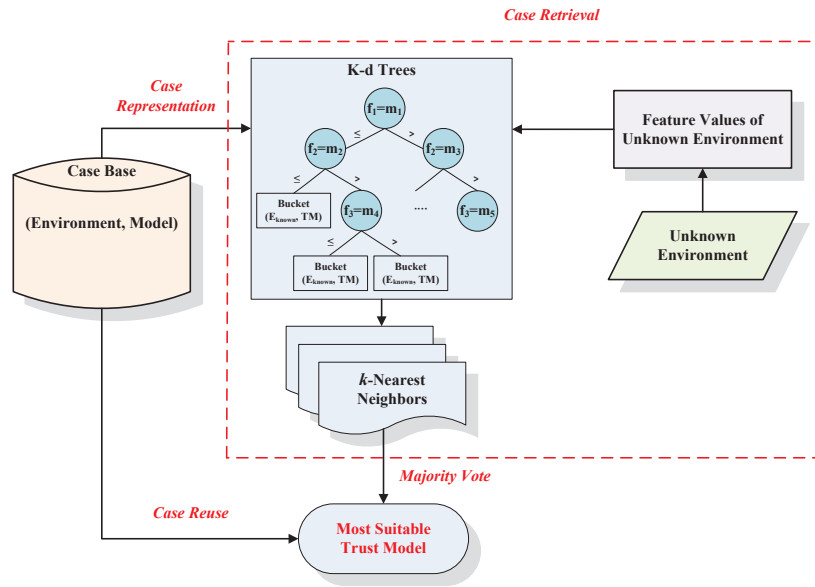 Case Retrieval
Case
Representation
K-d Trees
f₁=m₁
≤
>
f₂=m₂
f₂=m₃
≤
>
>
Bucket
(Eₖₙₒwₙ, TM)
f₃=m₄
....
f₃=m₅
≤
>
Bucket
(Eₖₙₒwₙ, TM)
Bucket
(Eₖₙₒwₙ, TM)
Feature Values of
Unknown Environment
Unknown
Environment
Case Base
(Environment, Model)
k-Nearest
Neighbors
Majority Vote
Case Reuse
Most Suitable
Trust Model